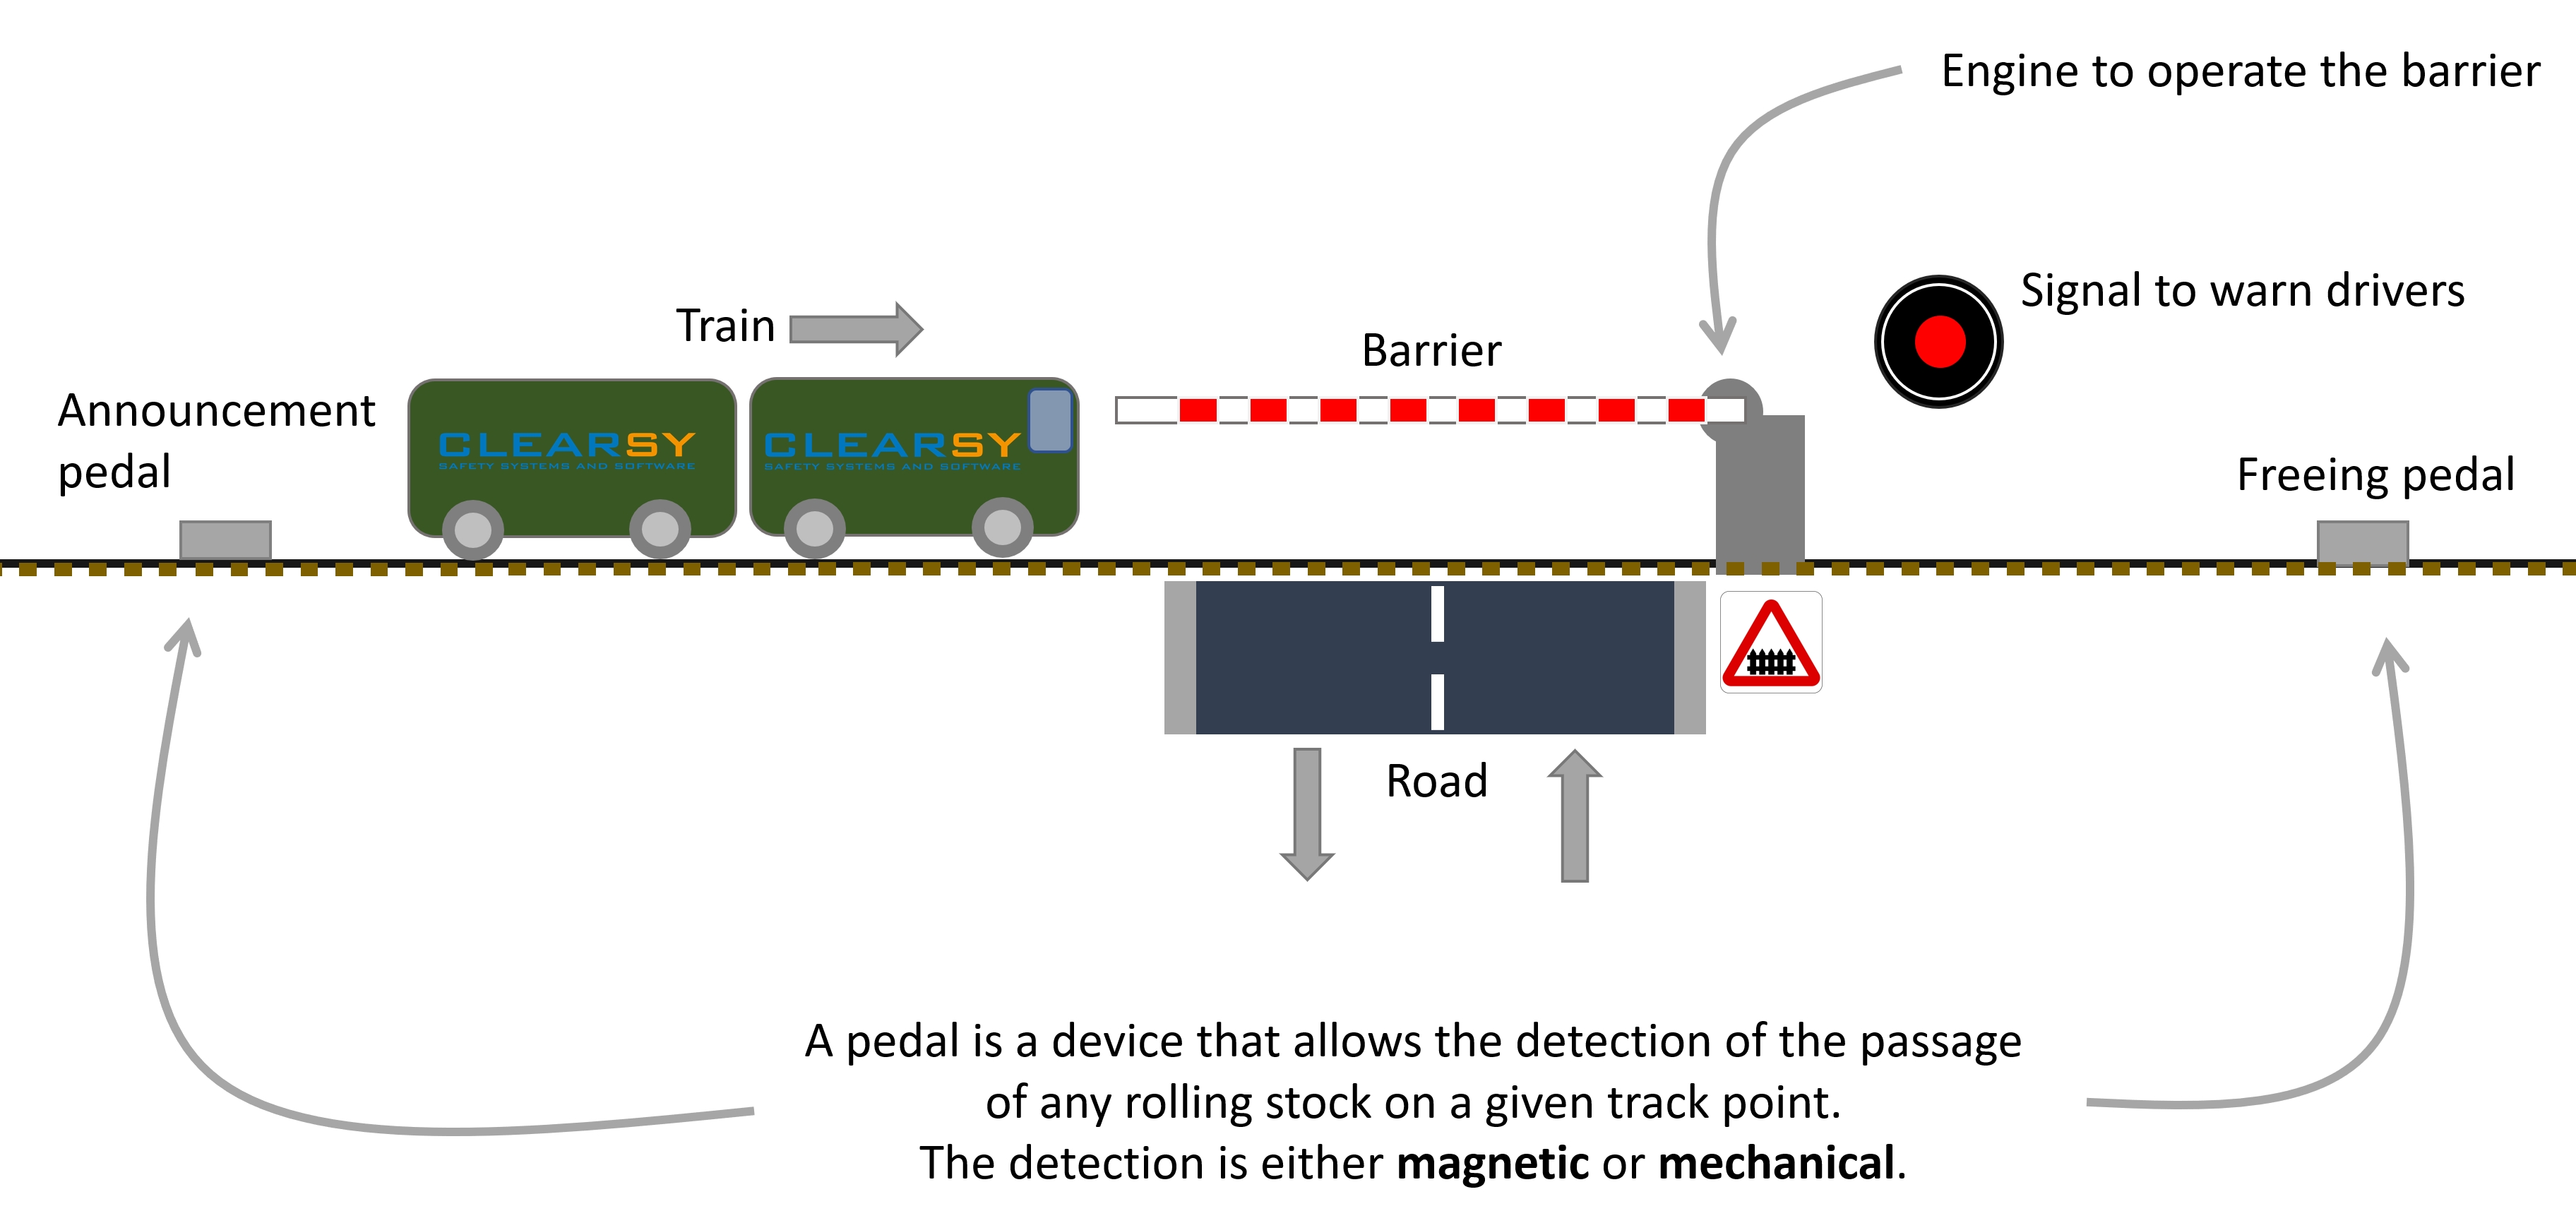 Engine to operate the barrier
Signal to warn drivers
Train
Barrier
Announcement
pedal
CLEARSY
SAFETY SYSTEMS AND SOFTWARE
CLEARSY
SAFETY SYSTEMS AND SOFTWARE
Freeing pedal
Road
A pedal is a device that allows the detection of the passage
of any rolling stock on a given track point.
The detection is either magnetic or mechanical.